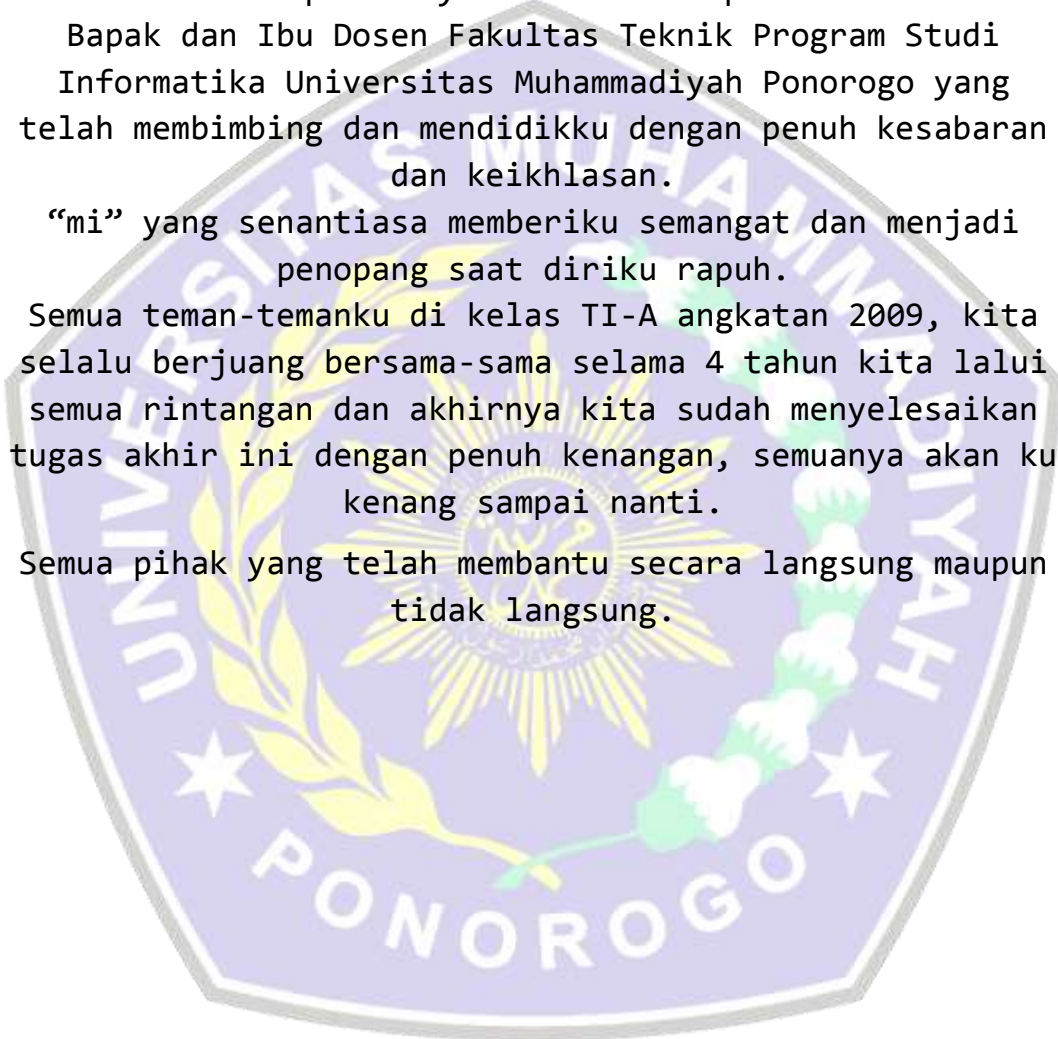 Bapak dan Ibu Dosen Fakultas Teknik Program Studi
Informatika Universitas Muhammadiyah Ponorogo yang
telah membimbing dan mendidikku dengan penuh kesabaran
dan keikhlasan.
“mi” yang senantiasa memberiku semangat dan menjadi
penopang saat diriku rapuh.
Semua teman-temanku di kelas TI-A angkatan 2009, kita
selalu berjuang bersama-sama selama 4 tahun kita lalui
semua rintangan dan akhirnya kita sudah menyelesaikan
tugas akhir ini dengan penuh kenangan, semuanya akan ku
kenang sampai nanti.
Semua pihak yang telah membantu secara langsung maupun
tidak langsung.
UNIVERSITAS MUHAMMADIYAH
PONOROGO